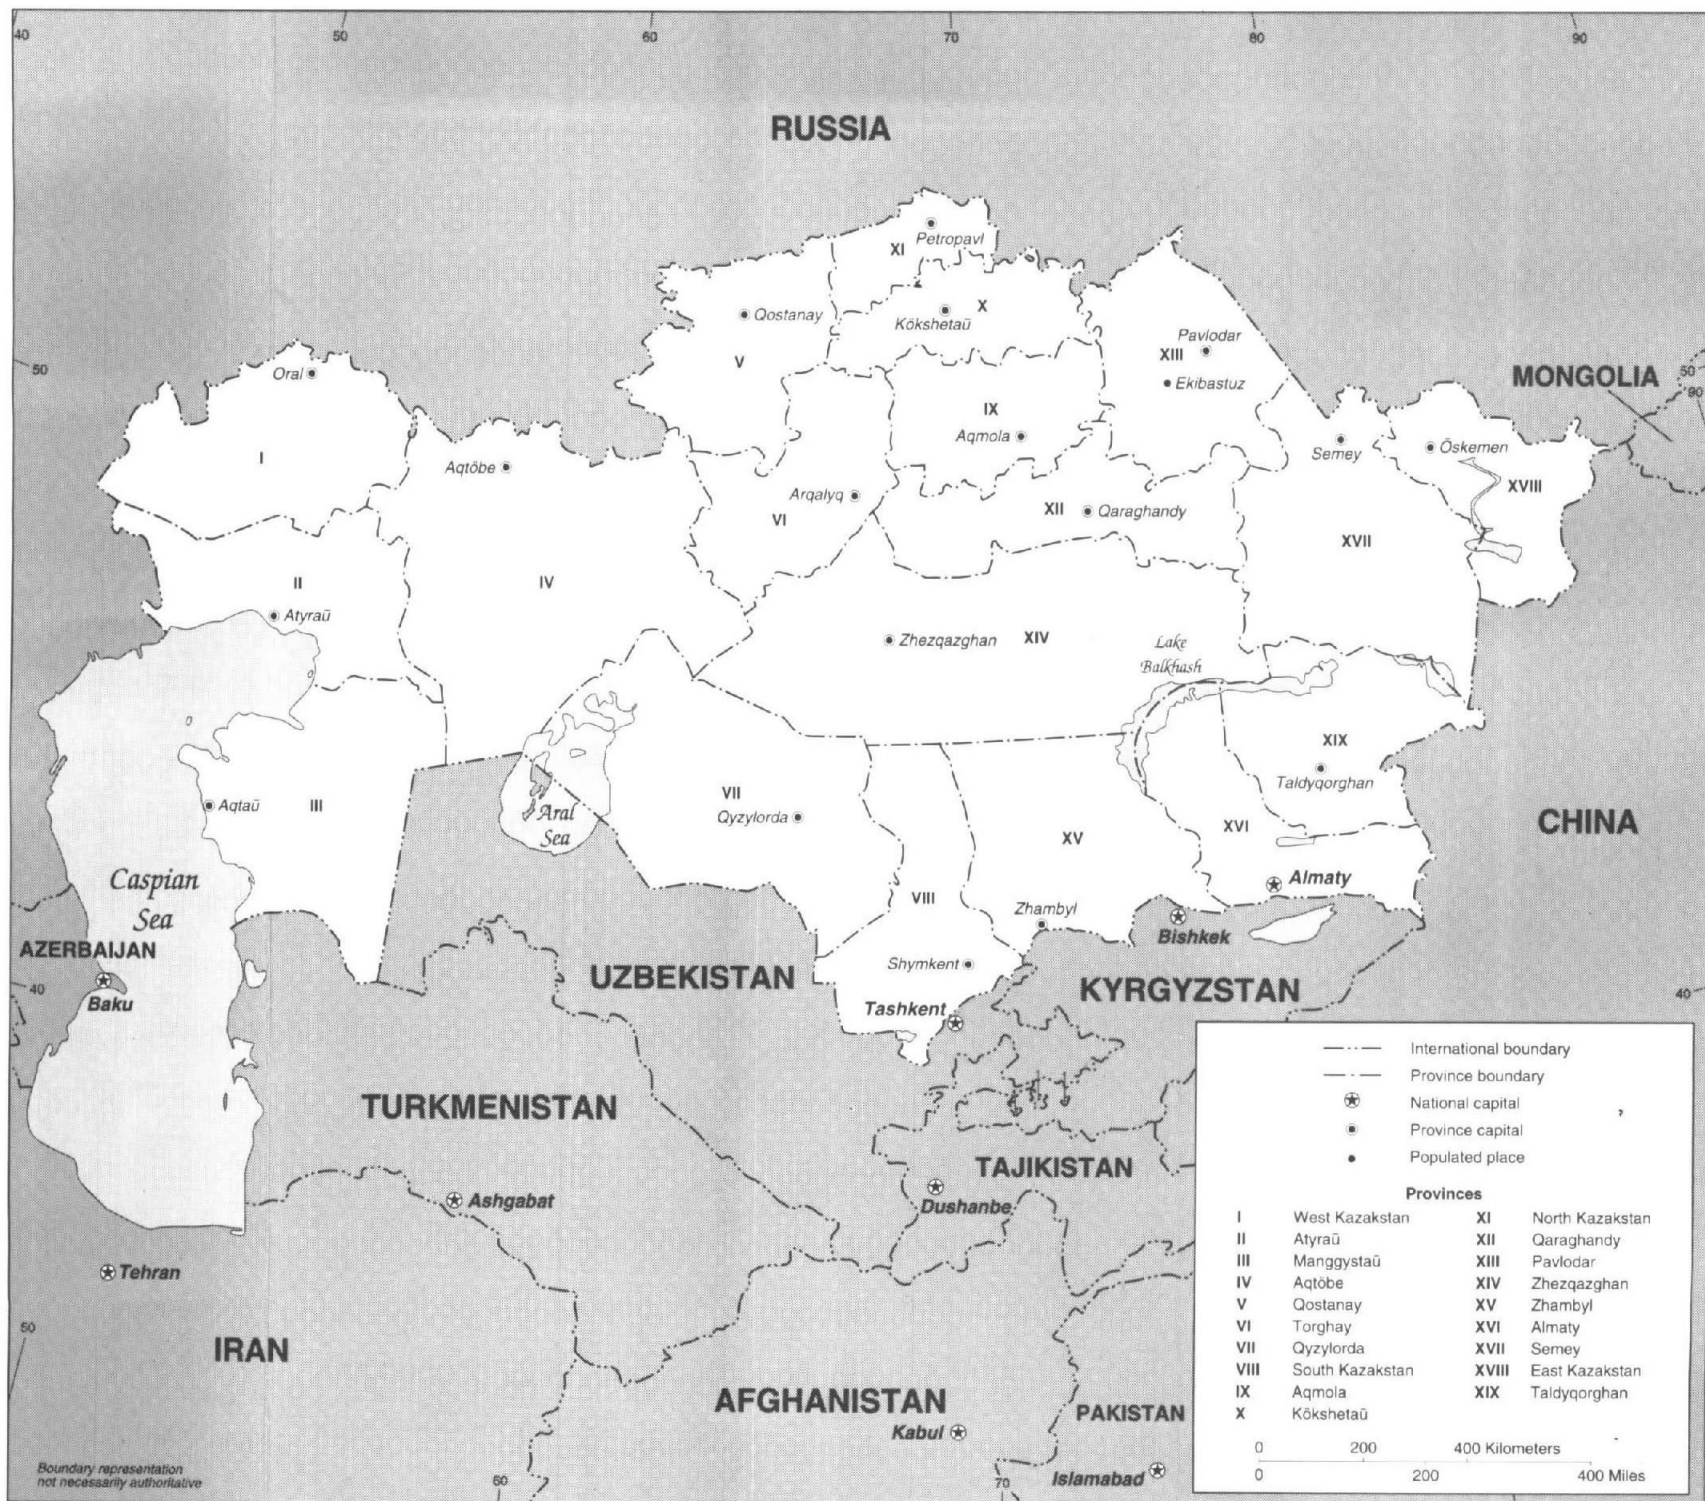 40 50 60 70 80 90
RUSSIA
Petropavl
XI
X
Kökshetaū
Qostanay
V
Pavlodar
XIII
Ekibastuz
50
Oral
MONGOLIA
50
90
IX
Aqmola
Semey
Öskemen
I
Aqtöbe
XVIII
Arqalyq
VI
XII
Qaraghandy
XVII
II
IV
Atyraū
Zhezqazghan
XIV
Lake
Balkhash
XIX
Taldyqorghan
Aqtaū
III
VII
Qyzylorda
Aral
Sea
XVI
XV
CHINA
Caspian
Sea
Almaty
VIII
Zhambyl
Bishkek
AZERBAIJAN
Shymkent
UZBEKISTAN
KYRGYZSTAN
40
Baku
Tashkent
40
TURKMENISTAN
TAJIKISTAN
Ashgabat
Dushanbe
Tehran
50
IRAN
AFGHANISTAN
PAKISTAN
Kabul
Islamabad
60
70
Boundary representation
not necessarily authoritative
International boundary
Province boundary
National capital
Province capital
Populated place
Provinces
I West Kazakstan XI North Kazakstan
II Atyraū XII Qaraghandy
III Manggystaū XIII Pavlodar
IV Aqtöbe XIV Zhezqazghan
V Qostanay XV Zhambyl
VI Torghay XVI Almaty
VII Qyzylorda XVII Semey
VIII South Kazakstan XVIII East Kazakstan
IX Aqmola XIX Taldyqorghan
X Kökshetaū
0 200 400 Kilometers
0 200 400 Miles